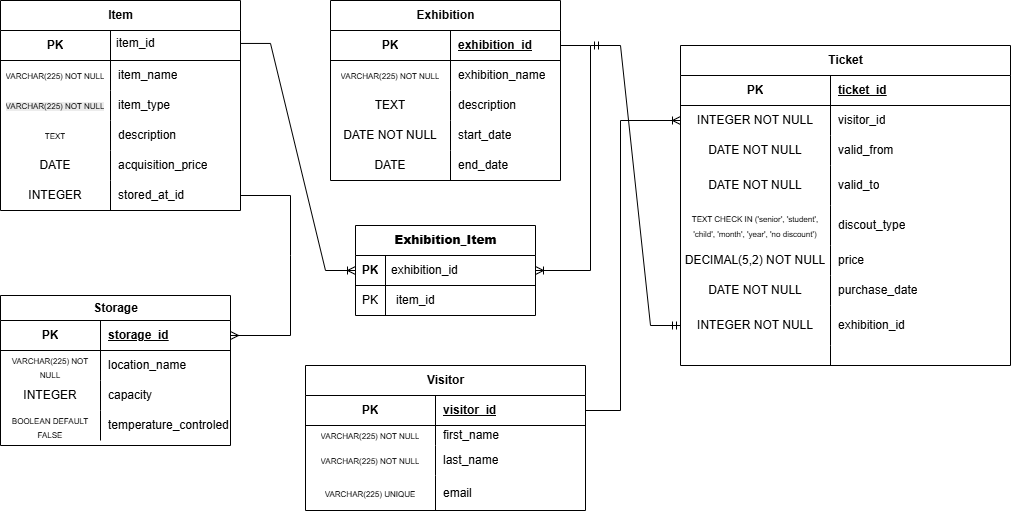 Item
PK item_id
VARCHAR(225) NOT NULL item_name
VARCHAR(225) NOT NULL item_type
TEXT description
DATE acquisition_price
INTEGER stored_at_id
Exhibition
PK exhibition_id
VARCHAR(225) NOT NULL exhibition_name
TEXT description
DATE NOT NULL start_date
DATE end_date
Ticket
PK ticket_id
INTEGER NOT NULL visitor_id
DATE NOT NULL valid_from
DATE NOT NULL valid_to
TEXT CHECK IN ('senior', 'student',
'child', 'month', 'year', 'no discount') discout_type
DECIMAL(5,2) NOT NULL price
DATE NOT NULL purchase_date
INTEGER NOT NULL exhibition_id
Exhibition_Item
PK exhibition_id
PK item_id
Storage
PK storage_id
VARCHAR(225) NOT
NULL location_name
INTEGER capacity
BOOLEAN DEFAULT
FALSE temperature_controled
Visitor
PK visitor_id
VARCHAR(225) NOT NULL first_name
VARCHAR(225) NOT NULL last_name
VARCHAR(225) UNIQUE email